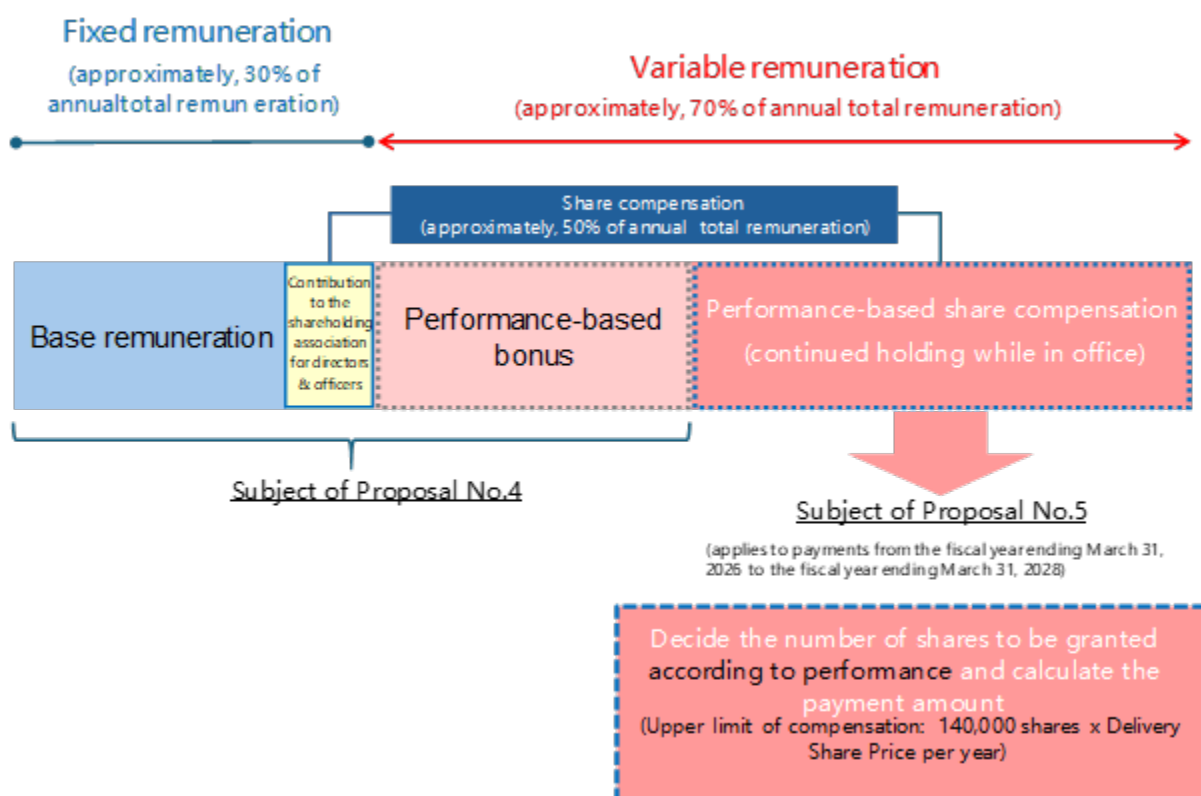 Fixed remuneration
(approximately, 30% of
annualtotal remun eration)
Variable remuneration
(approximately, 70% of annual total remuneration)
Share compensation
(approximately, 50% of annual total remuneration)
Base remuneration
Contribution
to the
shareholding
association
for directors
& officers
Performance-based
bonus
Performance-based share compensation
(continued holding while in office)
Subject of Proposal No.4
Subject of Proposal No.5
(applies to payments from the fiscal year ending March 31,
2026 to the fiscal year ending March 31, 2028)
Decide the number of shares to be granted
according to performance and calculate the
payment amount
(Upper limit of compensation: 140,000 shares x Delivery
Share Price per year)